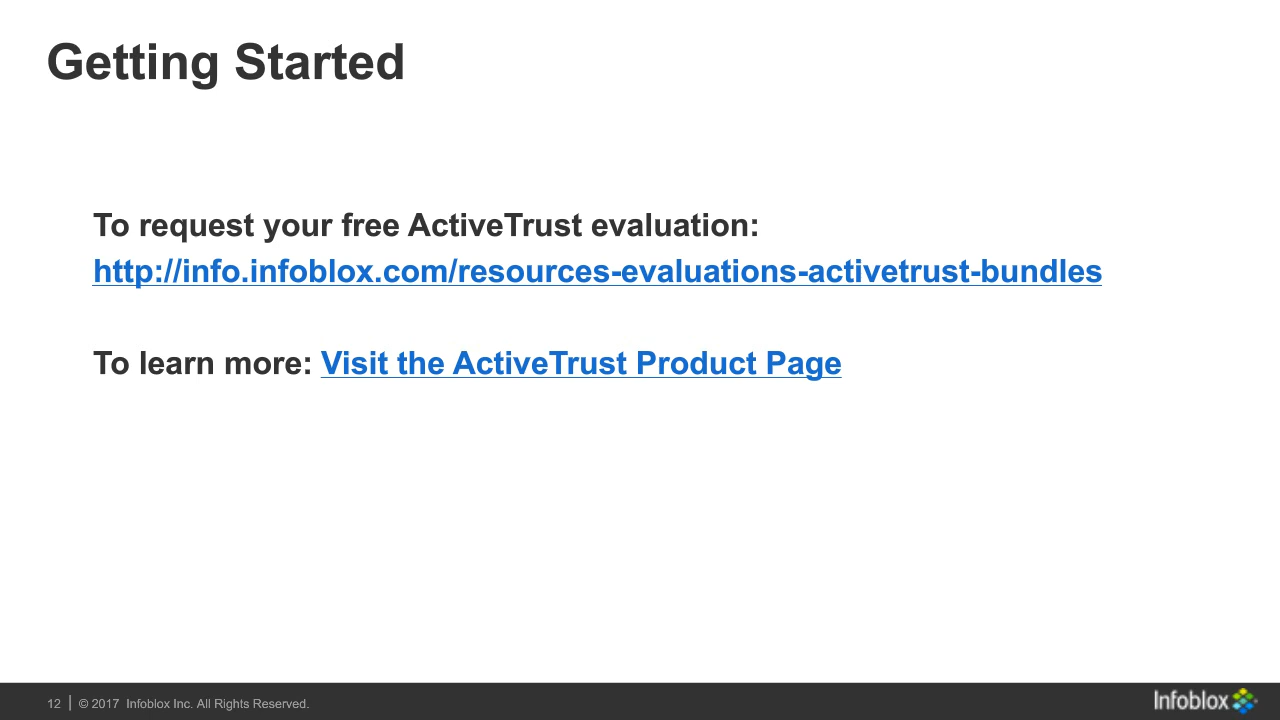 Getting Started
To request your free ActiveTrust evaluation:
http://info.infoblox.com/resources-evaluations-activetrust-bundles
To learn more: Visit the ActiveTrust Product Page
12 | © 2017 Infoblox Inc. All Rights Reserved.
Infoblox